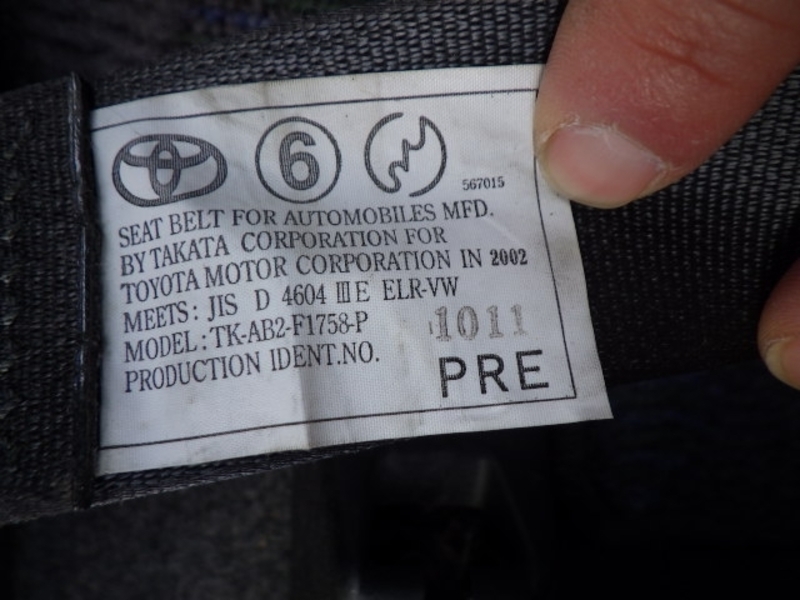 6
567015
SEAT BELT FOR AUTOMOBILES MFD.
BY TAKATA CORPORATION FOR
TOYOTA MOTOR CORPORATION IN 2002
MEETS: JIS D 4604 ⅢE ELR-VW
MODEL: TK-AB2-F1758-P
PRODUCTION IDENT.NO. 1011
PRE